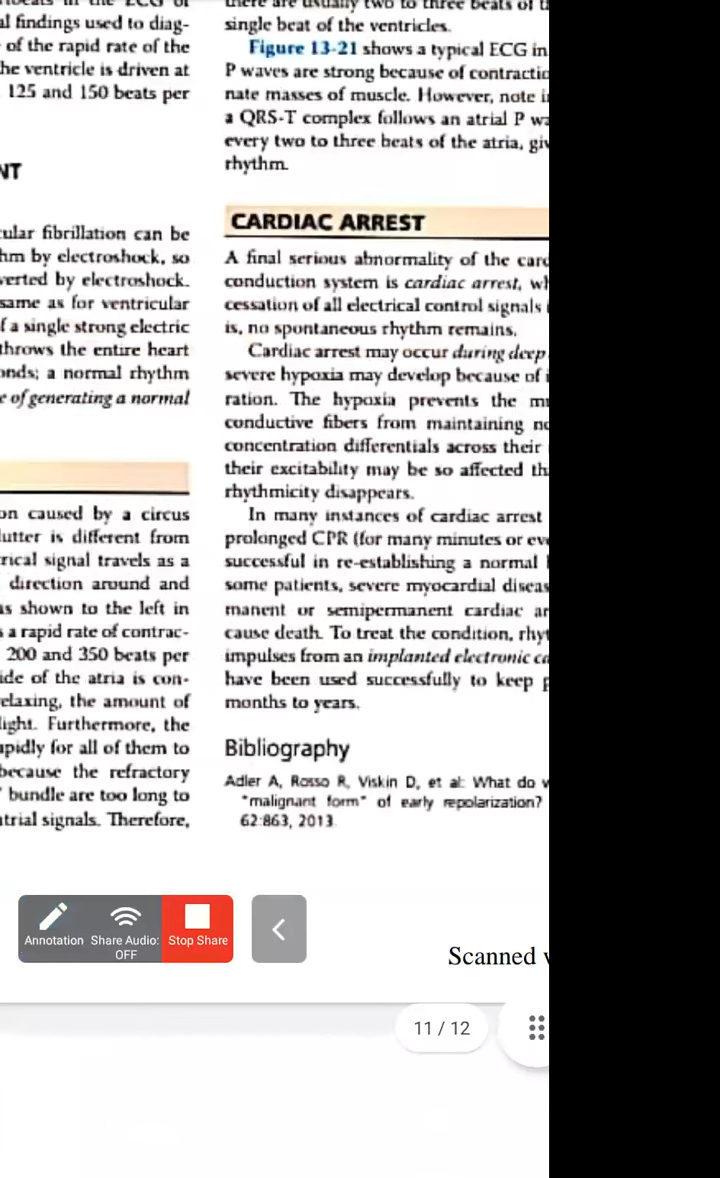 al findings used to diag-
of the rapid rate of the
he ventricle is driven at
125 and 150 beats per
NT
ular fibrillation can be
hm by electroshock, so
verted by electroshock.
same as for ventricular
f a single strong electric
throws the entire heart
onds; a normal rhythm
e of generating a normal
on caused by a circus
lutter is different from
rical signal travels as a
direction around and
as shown to the left in
a rapid rate of contrac-
200 and 350 beats per
ide of the atria is con-
elaxing, the amount of
light. Furthermore, the
apidly for all of them to
because the refractory
bundle are too long to
atrial signals. Therefore,
there are usually two to three beats of
single beat of the ventricles.
Figure 13-21 shows a typical ECG in
P waves are strong because of contractio
nate masses of muscle. However, note i
a QRS-T complex follows an atrial P wa
every two to three beats of the atria, giv
rhythm.
CARDIAC ARREST
A final serious abnormality of the card
conduction system is cardiac arrest, wh
cessation of all electrical control signals i
is, no spontaneous rhythm remains.
Cardiac arrest may occur during deep
severe hypoxia may develop because of i
ration. The hypoxia prevents the mu
conductive fibers from maintaining no
concentration differentials across their
their excitability may be so affected th
rhythmicity disappears.
In many instances of cardiac arrest
prolonged CPR (for many minutes or eve
successful in re-establishing a normal h
some patients, severe myocardial diseas
manent or semipermanent cardiac ar
cause death. To treat the condition, rhyt
impulses from an implanted electronic ca
have been used successfully to keep p
months to years.
Bibliography
Adler A, Rosso R, Viskin D, et al: What do w
"malignant form" of early repolarization?
62:863, 2013.
Annotation
Share Audio: OFF
Stop Share
Scanned w
11 / 12